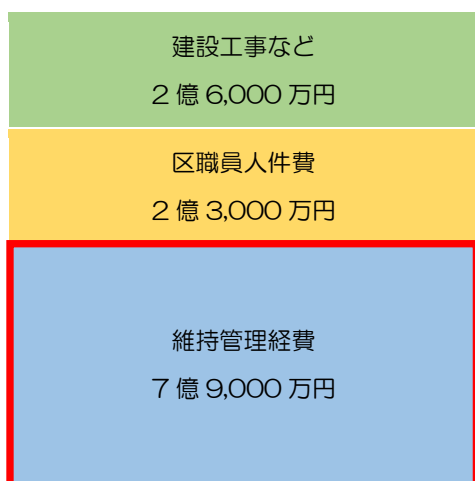 建設工事など
2 億 6,000 万円
区職員人件費
2 億 3,000 万円
維持管理経費
7 億 9,000 万円